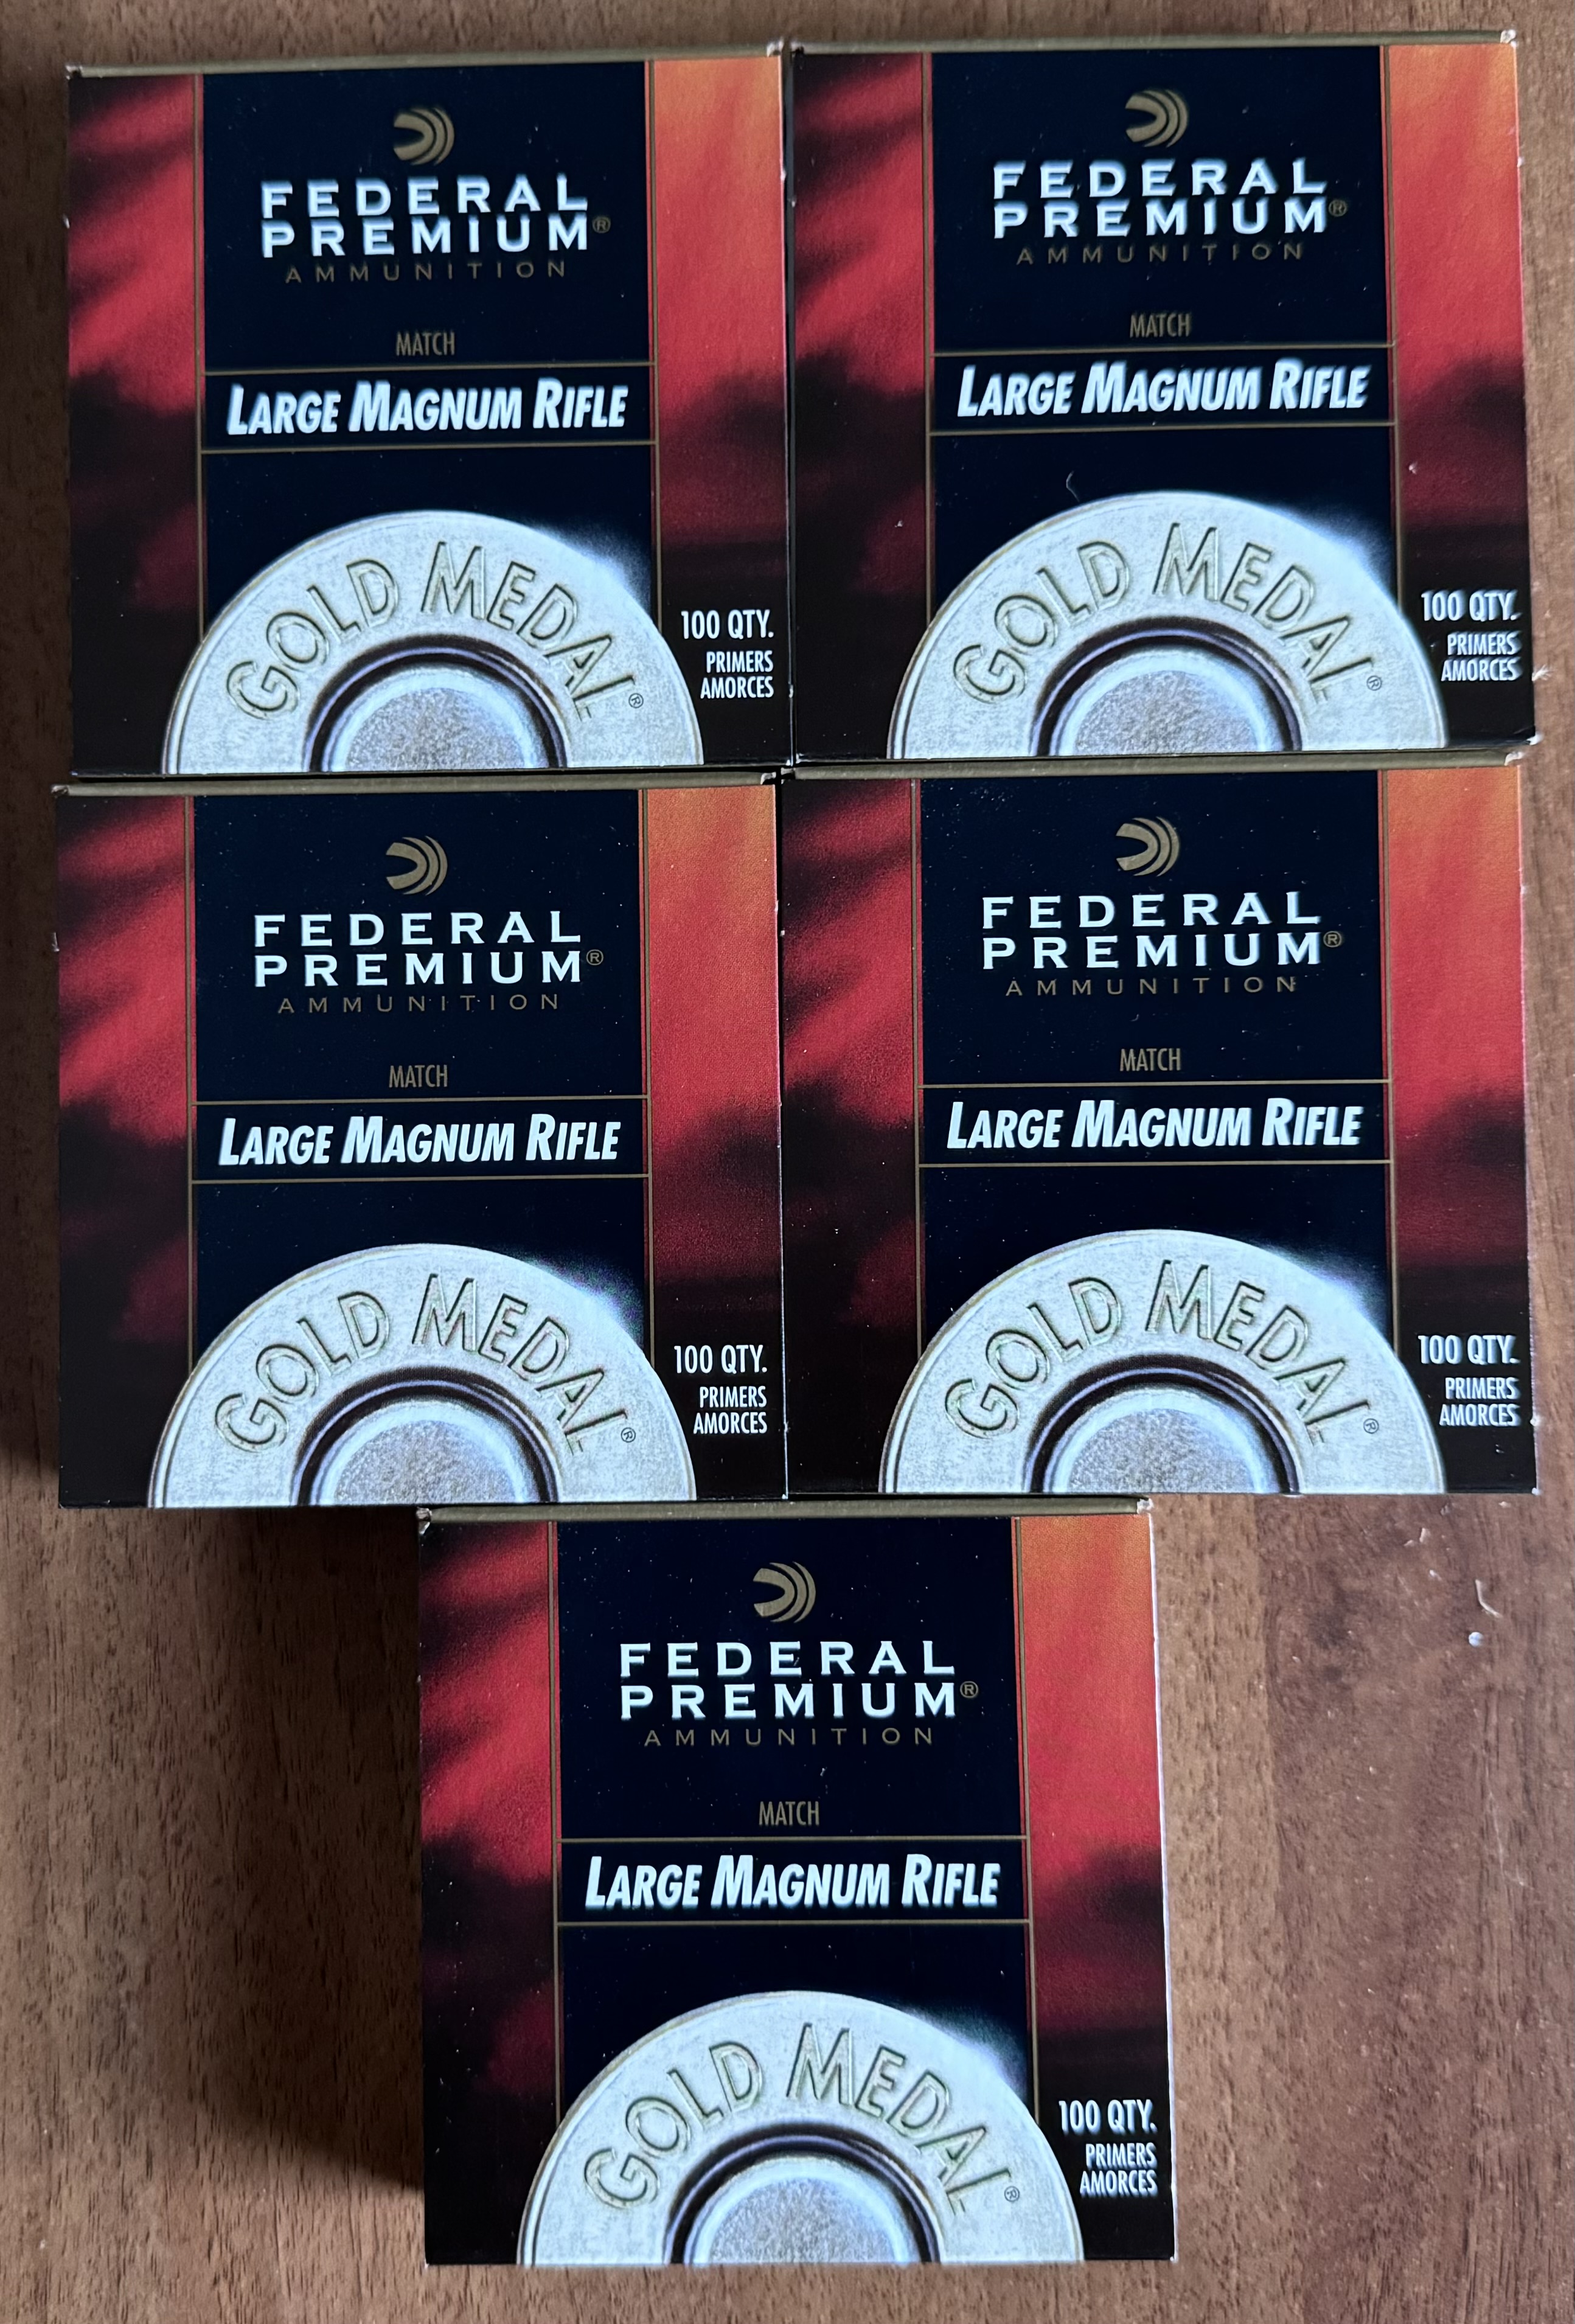 FEDERAL
PREMIUM®
AMMUNITION
MATCH
LARGE MAGNUM RIFLE
GOLD MEDAL®
100 QTY.
PRIMERS
AMORCES
FEDERAL
PREMIUM®
AMMUNITION
MATCH
LARGE MAGNUM RIFLE
GOLD MEDAL®
100 QTY.
PRIMERS
AMORCES
FEDERAL
PREMIUM®
AMMUNITION
MATCH
LARGE MAGNUM RIFLE
GOLD MEDAL®
100 QTY.
PRIMERS
AMORCES
FEDERAL
PREMIUM®
AMMUNITION
MATCH
LARGE MAGNUM RIFLE
GOLD MEDAL®
100 QTY.
PRIMERS
AMORCES
FEDERAL
PREMIUM®
AMMUNITION
MATCH
LARGE MAGNUM RIFLE
GOLD MEDAL®
100 QTY.
PRIMERS
AMORCES